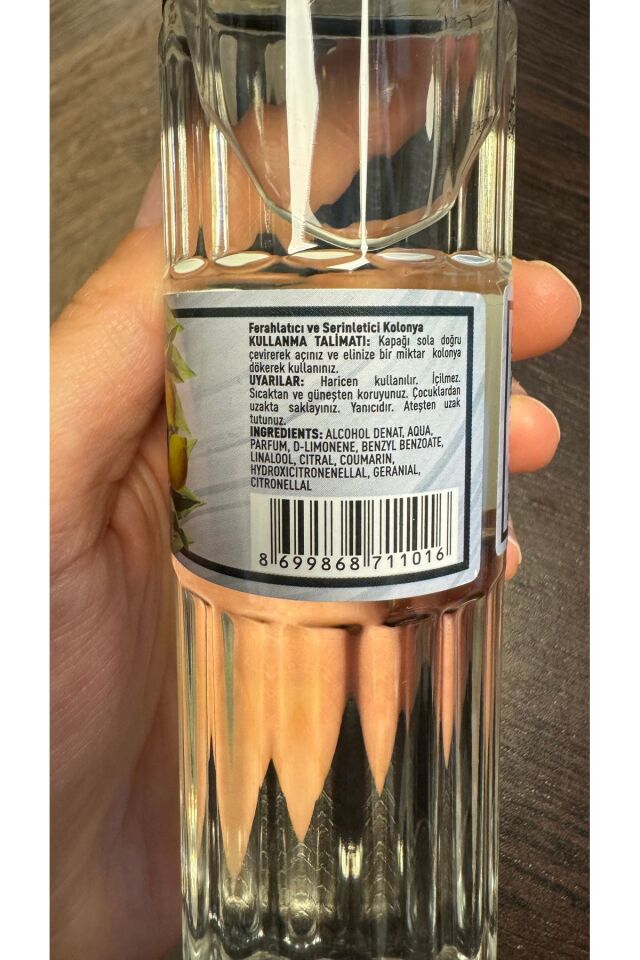 Ferahlatıcı ve Serinletici Kolonya
KULLANMA TALİMATI: Kapağı sola doğru
çevirerek açınız ve elinize bir miktar kolonya
dökerek kullanınız.
UYARILAR: Haricen kullanılır. İçilmez.
Sıcaktan ve güneşten koruyunuz. Çocuklardan
uzakta saklayınız. Yanıcıdır. Ateşten uzak
tutunuz.
INGREDIENTS: ALCOHOL DENAT, AQUA,
PARFUM, D-LIMONENE, BENZYL BENZOATE,
LINALOOL, CITRAL, COUMARIN,
HYDROXICITRONENELLAL, GERANIAL,
CITRONELLAL
8 699868 711016